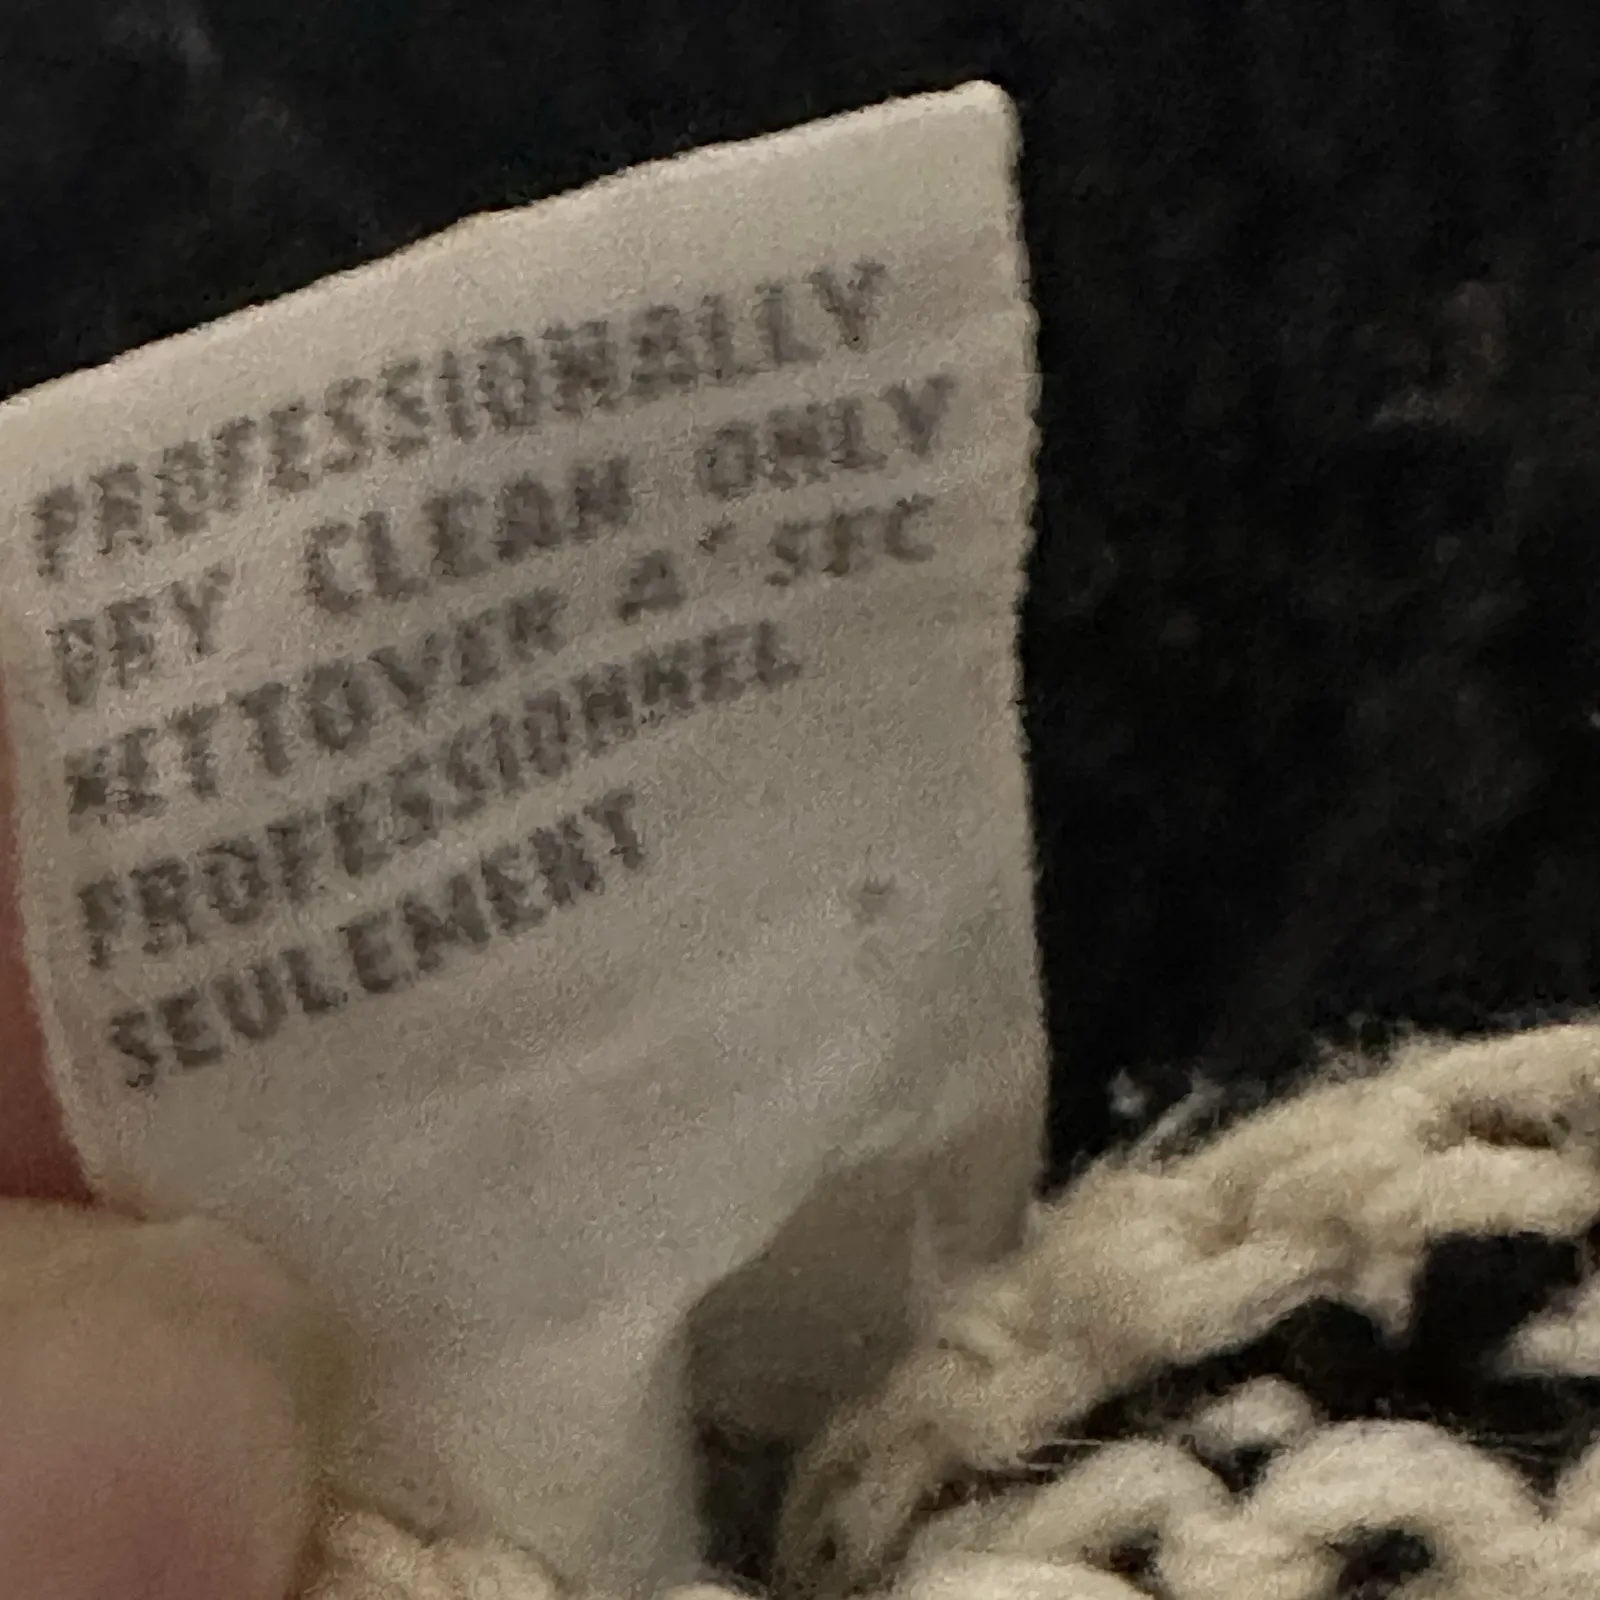 PROFESSIONALLY
DRY CLEAN ONLY
NETTOYER A' SEC
PROFESSIONNEL
SEULEMENT